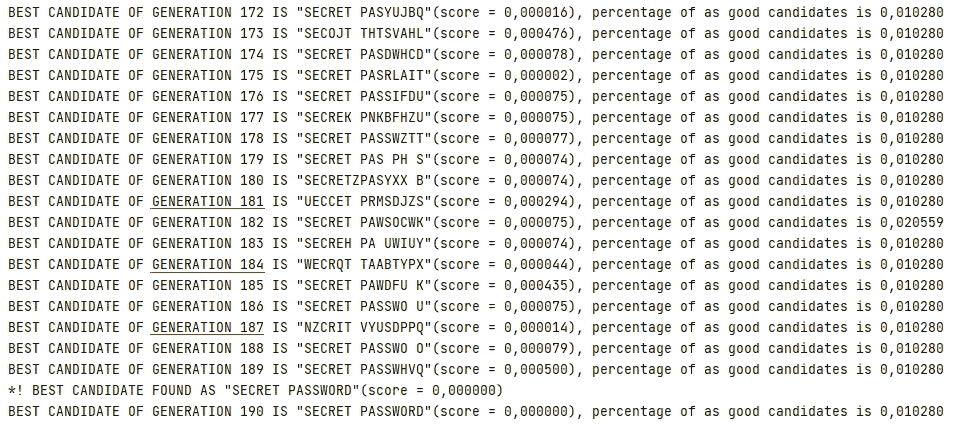 BEST CANDIDATE OF GENERATION 172 IS "SECRET PASYUJBQ"(score = 0,000016), percentage of as good candidates is 0,010280
BEST CANDIDATE OF GENERATION 173 IS "SECOJT THTSVAHL"(score = 0,000476), percentage of as good candidates is 0,010280
BEST CANDIDATE OF GENERATION 174 IS "SECRET PASDWHCD"(score = 0,000078), percentage of as good candidates is 0,010280
BEST CANDIDATE OF GENERATION 175 IS "SECRET PASRLAIT"(score = 0,000002), percentage of as good candidates is 0,010280
BEST CANDIDATE OF GENERATION 176 IS "SECRET PASSIFDU"(score = 0,000075), percentage of as good candidates is 0,010280
BEST CANDIDATE OF GENERATION 177 IS "SECREK PNKBFHZU"(score = 0,000075), percentage of as good candidates is 0,010280
BEST CANDIDATE OF GENERATION 178 IS "SECRET PASSWZTT"(score = 0,000077), percentage of as good candidates is 0,010280
BEST CANDIDATE OF GENERATION 179 IS "SECRET PAS PH S"(score = 0,000074), percentage of as good candidates is 0,010280
BEST CANDIDATE OF GENERATION 180 IS "SECRETZPASYXX B"(score = 0,000074), percentage of as good candidates is 0,010280
BEST CANDIDATE OF GENERATION 181 IS "UECCET PRMSDJZS"(score = 0,000294), percentage of as good candidates is 0,010280
BEST CANDIDATE OF GENERATION 182 IS "SECRET PAWSOCWK"(score = 0,000075), percentage of as good candidates is 0,020559
BEST CANDIDATE OF GENERATION 183 IS "SECREH PA UWIUY"(score = 0,000074), percentage of as good candidates is 0,010280
BEST CANDIDATE OF GENERATION 184 IS "WECRQT TAABTYPX"(score = 0,000044), percentage of as good candidates is 0,010280
BEST CANDIDATE OF GENERATION 185 IS "SECRET PAWDFU K"(score = 0,000435), percentage of as good candidates is 0,010280
BEST CANDIDATE OF GENERATION 186 IS "SECRET PASSWO U"(score = 0,000075), percentage of as good candidates is 0,010280
BEST CANDIDATE OF GENERATION 187 IS "NZCRIT VYUSDPPQ"(score = 0,000014), percentage of as good candidates is 0,010280
BEST CANDIDATE OF GENERATION 188 IS "SECRET PASSWO O"(score = 0,000079), percentage of as good candidates is 0,010280
BEST CANDIDATE OF GENERATION 189 IS "SECRET PASSWHVQ"(score = 0,000500), percentage of as good candidates is 0,010280
*! BEST CANDIDATE FOUND AS "SECRET PASSWORD"(score = 0,000000)
BEST CANDIDATE OF GENERATION 190 IS "SECRET PASSWORD"(score = 0,000000), percentage of as good candidates is 0,010280